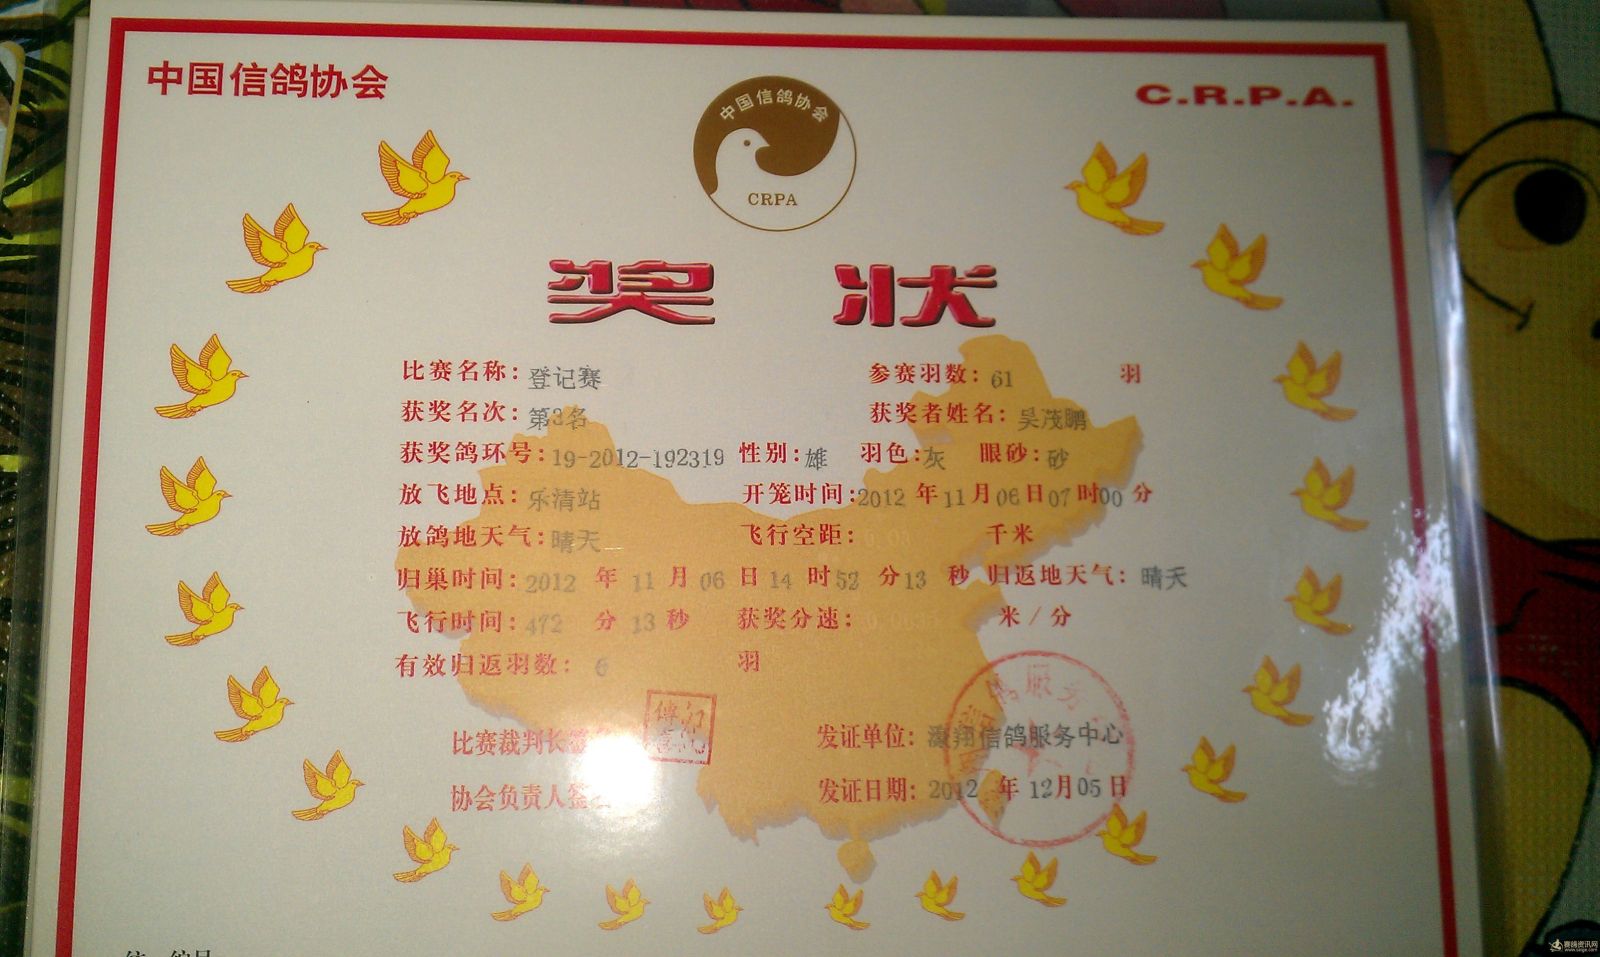 中国信鸽协会
C.R.P.A.
中国信鸽协会
CRPA
奖 状
比赛名称：登记赛 参赛羽数：61 羽
获奖名次：第3名 获奖者姓名：吴茂鹏
获奖鸽环号：19-2012-192319 性别：雄 羽色：灰 眼砂：砂
放飞地点：乐清站 开笼时间：2012 年 11 月 06 日 07 时 00 分
放鸽地天气：晴天 飞行空距： 千米
归巢时间：2012 年 11 月 06 日 14 时 52 分 13 秒 归返地天气：晴天
飞行时间：472 分 13 秒 获奖分速： 米/分
有效归返羽数：6 羽
比赛裁判长 发证单位： 翔信鸽服务中心
协会负责人 发证日期：2012 年 12月 05 日
赛鸽资讯网